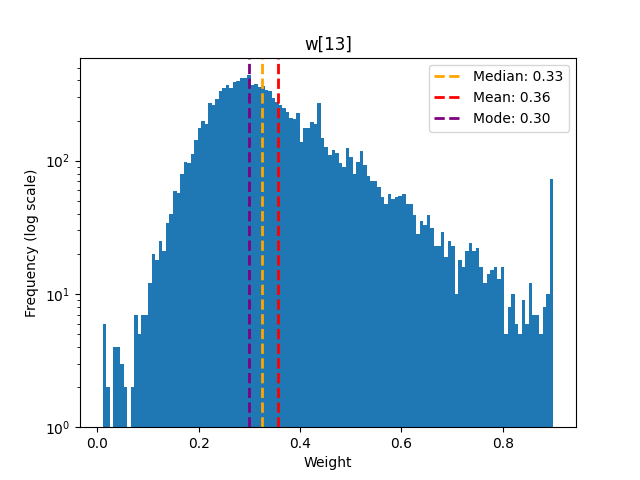 w[13]
Median: 0.33
Mean: 0.36
Mode: 0.30
Frequency (log scale)
10²
10¹
10⁰
0.0 0.2 0.4 0.6 0.8
Weight